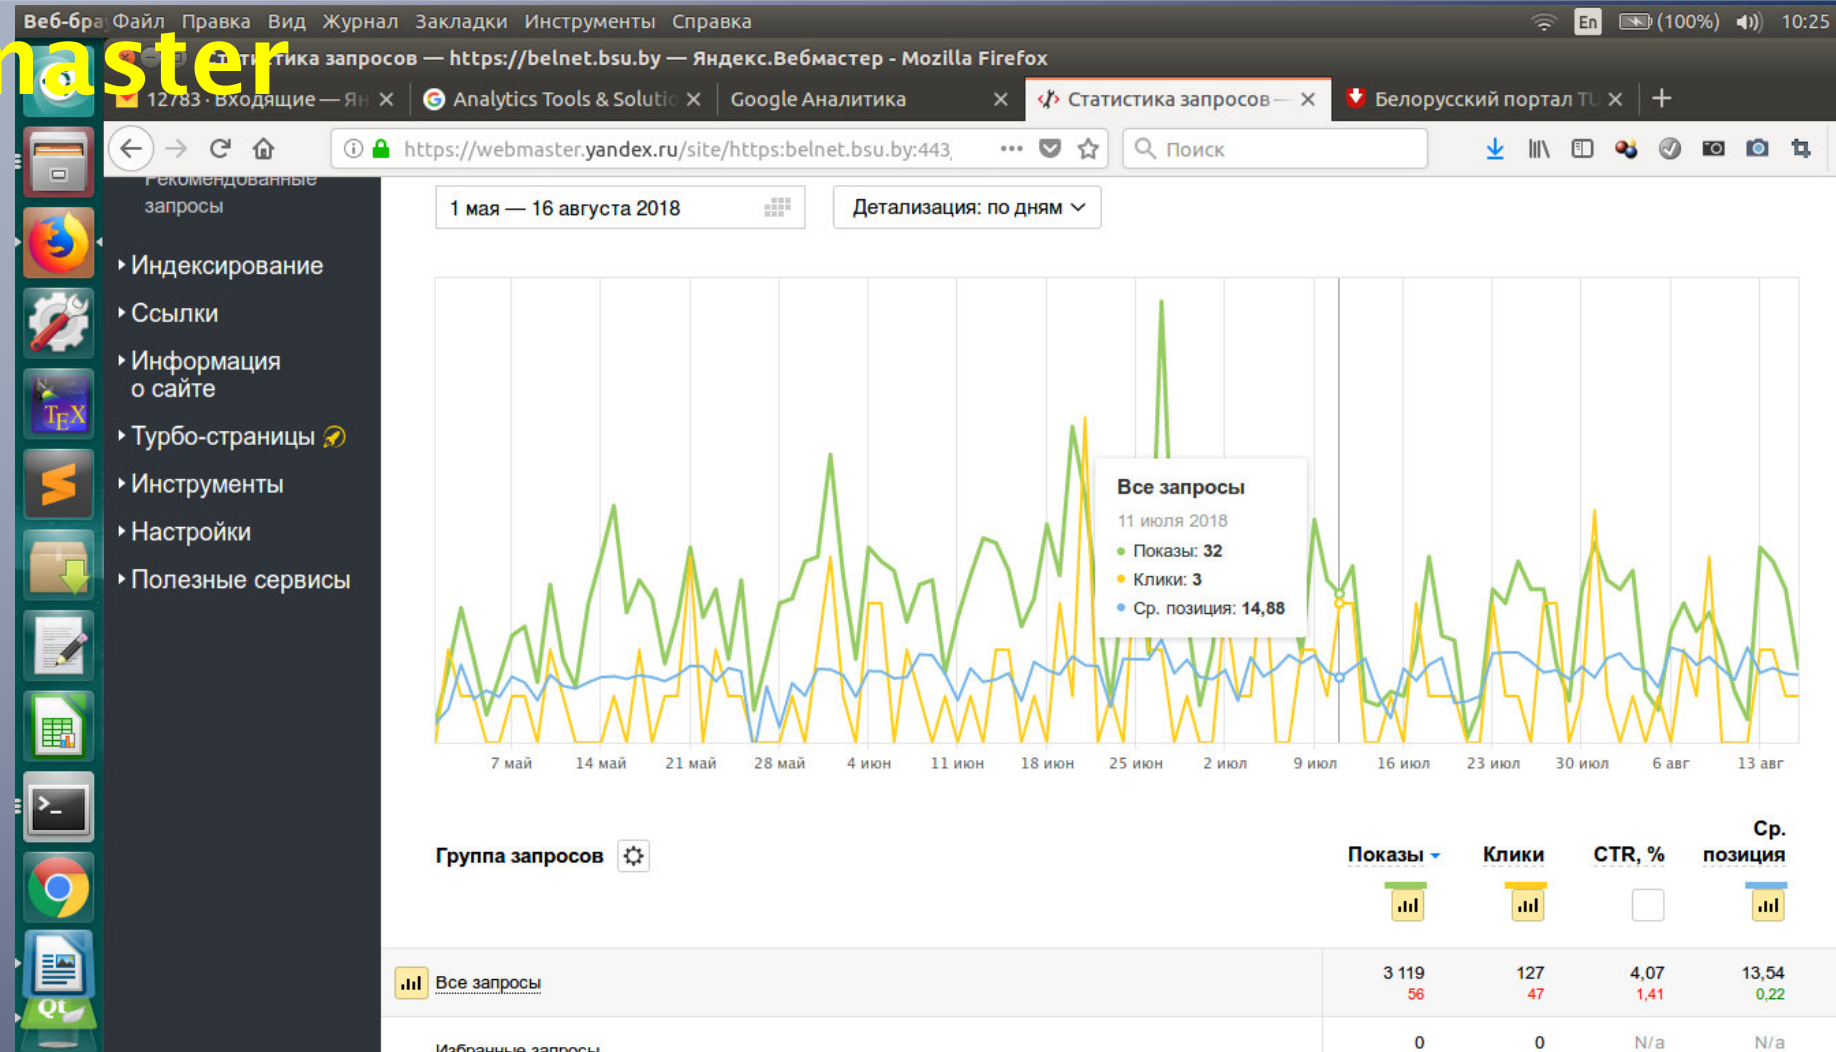 Веб-бра Файл Правка Вид Журнал Закладки Инструменты Справка En (100%) 10:25
master
Статистика запросов — https://belnet.bsu.by — Яндекс.Вебмастер - Mozilla Firefox
12783 · Входящие — Ян Analytics Tools & Solutio Google Аналитика Статистика запросов — Белорусский портал TU
https://webmaster.yandex.ru/site/https:belnet.bsu.by:443 Поиск
Рекомендованные
запросы
1 мая — 16 августа 2018 Детализация: по дням
Индексирование
Ссылки
Информация
о сайте
Турбо-страницы
Инструменты
Настройки
Полезные сервисы
Все запросы
11 июля 2018
Показы: 32
Клики: 3
Ср. позиция: 14,88
7 май 14 май 21 май 28 май 4 июн 11 июн 18 июн 25 июн 2 июл 9 июл 16 июл 23 июл 30 июл 6 авг 13 авг
Группа запросов Показы Клики CTR, % Ср. позиция
Все запросы 3 119 127 4,07 13,54
56 47 1,41 0,22
Избранные запросы 0 0 N/a N/a
TEX
Qt